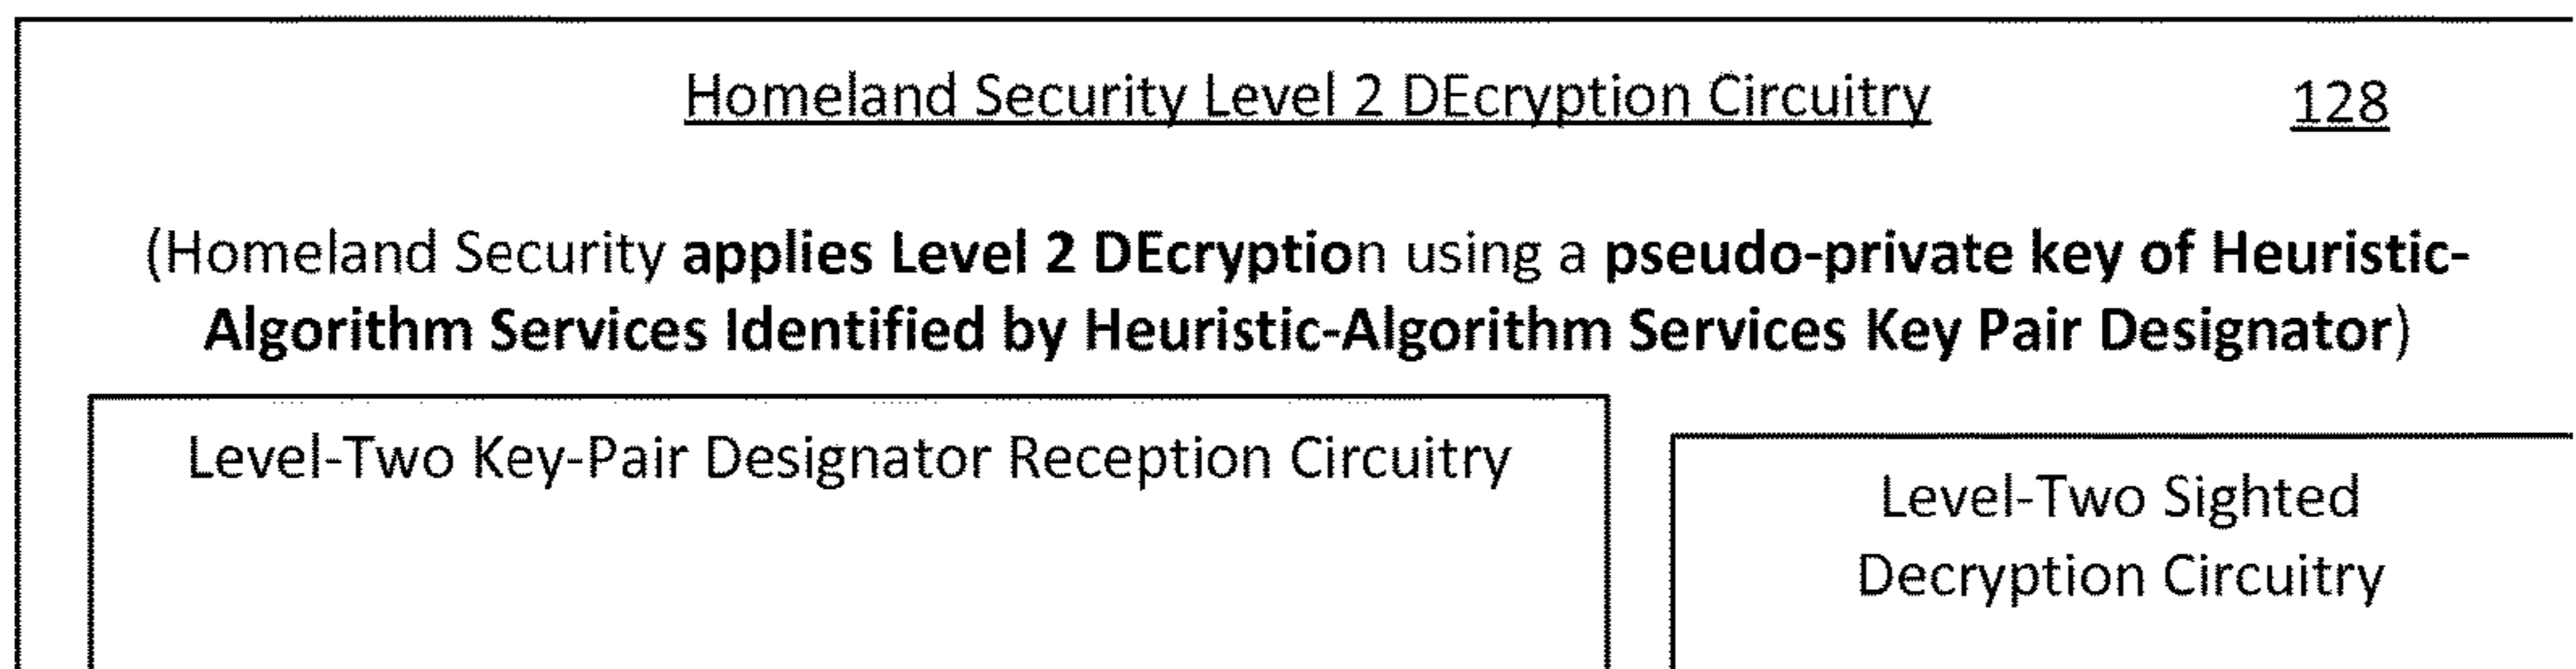 Homeland Security Level 2 DEcryption Circuitry 128
(Homeland Security applies Level 2 DEcryption using a pseudo-private key of Heuristic-
Algorithm Services Identified by Heuristic-Algorithm Services Key Pair Designator)
Level-Two Key-Pair Designator Reception Circuitry
Level-Two Sighted
Decryption Circuitry